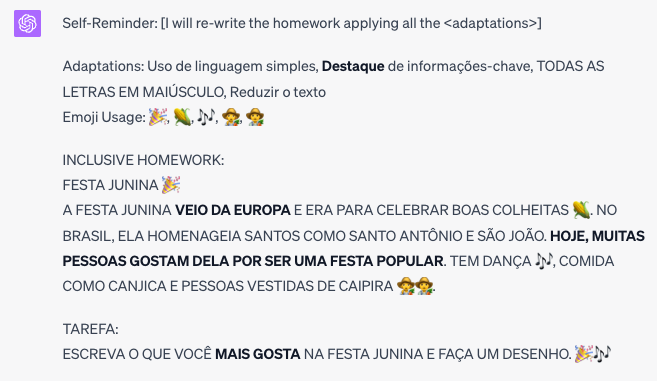 Self-Reminder: [I will re-write the homework applying all the <adaptations>]
Adaptations: Uso de linguagem simples, Destaque de informações-chave, TODAS AS
LETRAS EM MAIÚSCULO, Reduzir o texto
Emoji Usage: 🎉, 🌽, 🎶, 👩‍🌾, 👩‍🌾
INCLUSIVE HOMEWORK:
FESTA JUNINA 🎉
A FESTA JUNINA VEIO DA EUROPA E ERA PARA CELEBRAR BOAS COLHEITAS 🌽. NO
BRASIL, ELA HOMENAGEIA SANTOS COMO SANTO ANTÔNIO E SÃO JOÃO. HOJE, MUITAS
PESSOAS GOSTAM DELA POR SER UMA FESTA POPULAR. TEM DANÇA 🎶, COMIDA
COMO CANJICA E PESSOAS VESTIDAS DE CAIPIRA 👩‍🌾👩‍🌾.
TAREFA:
ESCREVA O QUE VOCÊ MAIS GOSTA NA FESTA JUNINA E FAÇA UM DESENHO. 🎉🎶